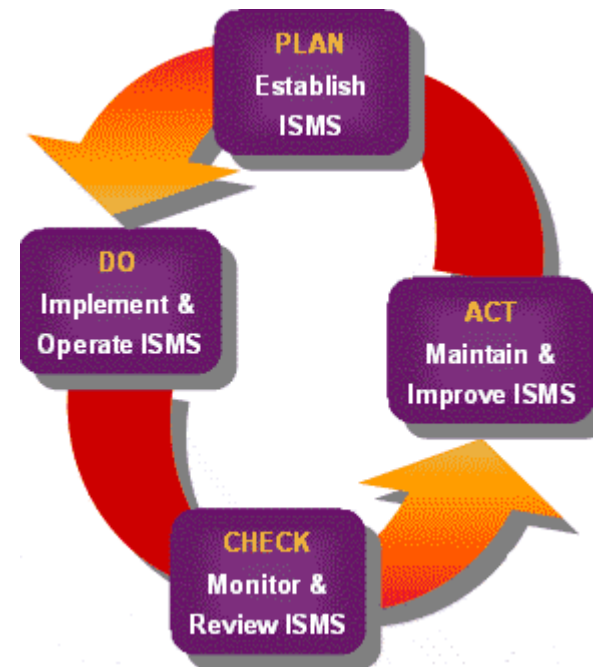 PLAN
Establish
ISMS
DO
Implement &
Operate ISMS
ACT
Maintain &
Improve ISMS
CHECK
Monitor &
Review ISMS